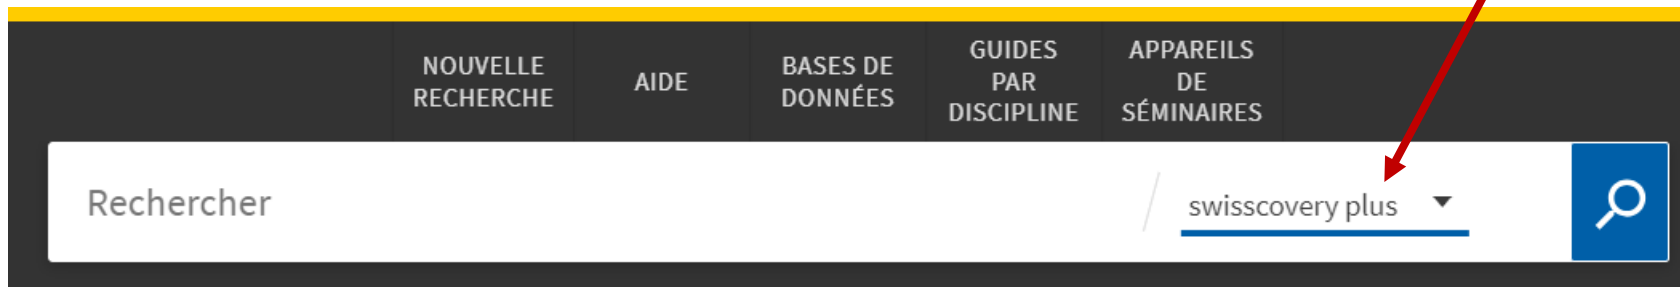 NOUVELLE
RECHERCHE
AIDE
BASES DE
DONNÉES
GUIDES
PAR
DISCIPLINE
APPAREILS
DE
SÉMINAIRES
Rechercher
swisscovery plus